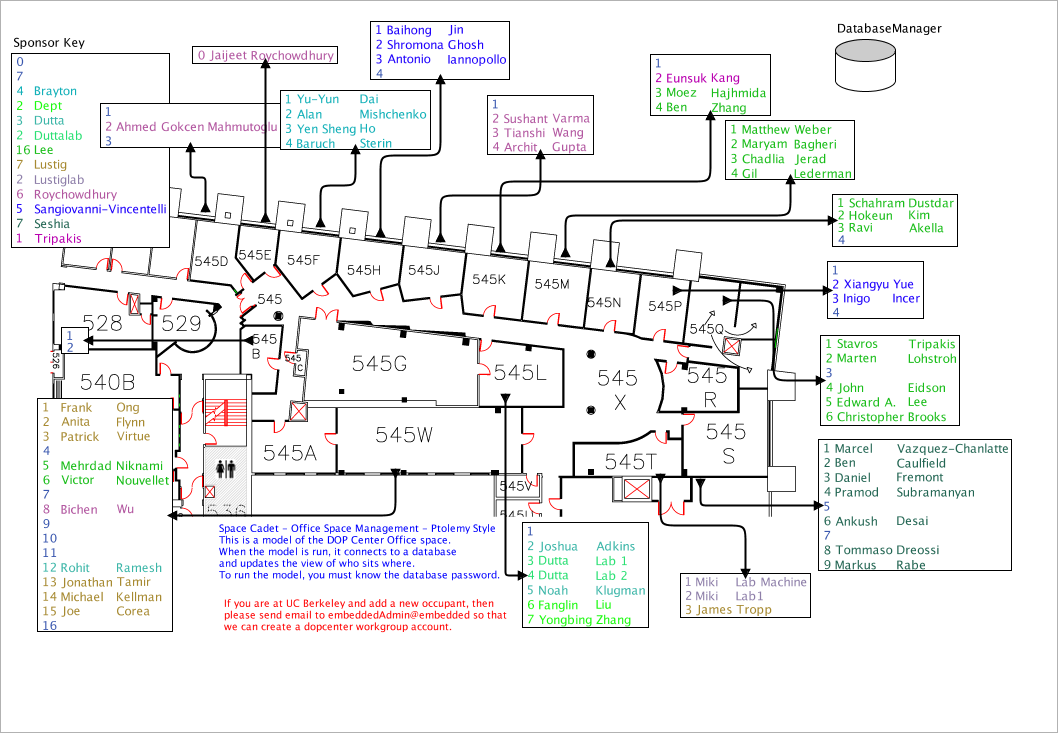 DatabaseManager
Sponsor Key
0
7
4 Brayton
2 Dept
3 Dutta
2 Duttalab
16 Lee
7 Lustig
2 Lustiglab
6 Roychowdhury
5 Sangiovanni-Vincentelli
7 Seshia
1 Tripakis
0 Jaijeet Roychowdhury
1
2 Ahmed Gokcen Mahmutoglu
3
1 Yu-Yun Dai
2 Alan Mishchenko
3 Yen Sheng Ho
4 Baruch Sterin
1 Baihong Jin
2 Shromona Ghosh
3 Antonio Iannopollo
4
1
2 Sushant Varma
3 Tianshi Wang
4 Archit Gupta
1
2 Eunsuk Kang
3 Moez Hajhmida
4 Ben Zhang
1 Matthew Weber
2 Maryam Bagheri
3 Chadlia Jerad
4 Gil Lederman
1 Schahram Dustdar
2 Hokeun Kim
3 Ravi Akella
4
1
2 Xiangyu Yue
3 Inigo Incer
4
1 Stavros Tripakis
2 Marten Lohstroh
3
4 John Eidson
5 Edward A. Lee
6 Christopher Brooks
1 Marcel Vazquez-Chanlatte
2 Ben Caulfield
3 Daniel Fremont
4 Pramod Subramanyan
5
6 Ankush Desai
7
8 Tommaso Dreossi
9 Markus Rabe
545D
545E
545F
545H
545J
545K
545M
545N
545P
545Q
528
529
545
545
B
545
C
545G
545L
545
X
545
R
526
1
2
540B
545A
545W
545T
545
S
545V
1 Frank Ong
2 Anita Flynn
3 Patrick Virtue
4
5 Mehrdad Niknami
6 Victor Nouvellet
7
8 Bichen Wu
9
10
11
12 Rohit Ramesh
13 Jonathan Tamir
14 Michael Kellman
15 Joe Corea
16
Space Cadet - Office Space Management - Ptolemy Style
This is a model of the DOP Center Office space.
When the model is run, it connects to a database
and updates the view of who sits where.
To run the model, you must know the database password.
If you are at UC Berkeley and add a new occupant, then
please send email to embeddedAdmin@embedded so that
we can create a dopcenter workgroup account.
1
2 Joshua Adkins
3 Dutta Lab 1
4 Dutta Lab 2
5 Noah Klugman
6 Fanglin Liu
7 Yongbing Zhang
1 Miki Lab Machine
2 Miki Lab1
3 James Tropp